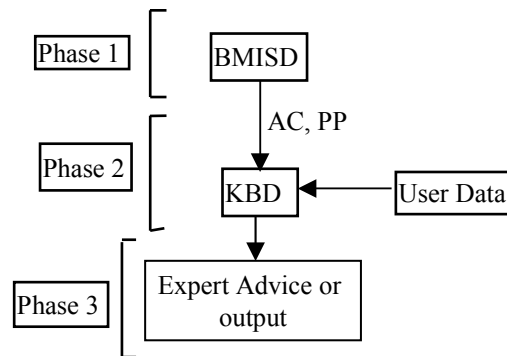 Phase 1
BMISD
AC, PP
Phase 2
KBD
User Data
Phase 3
Expert Advice or
output